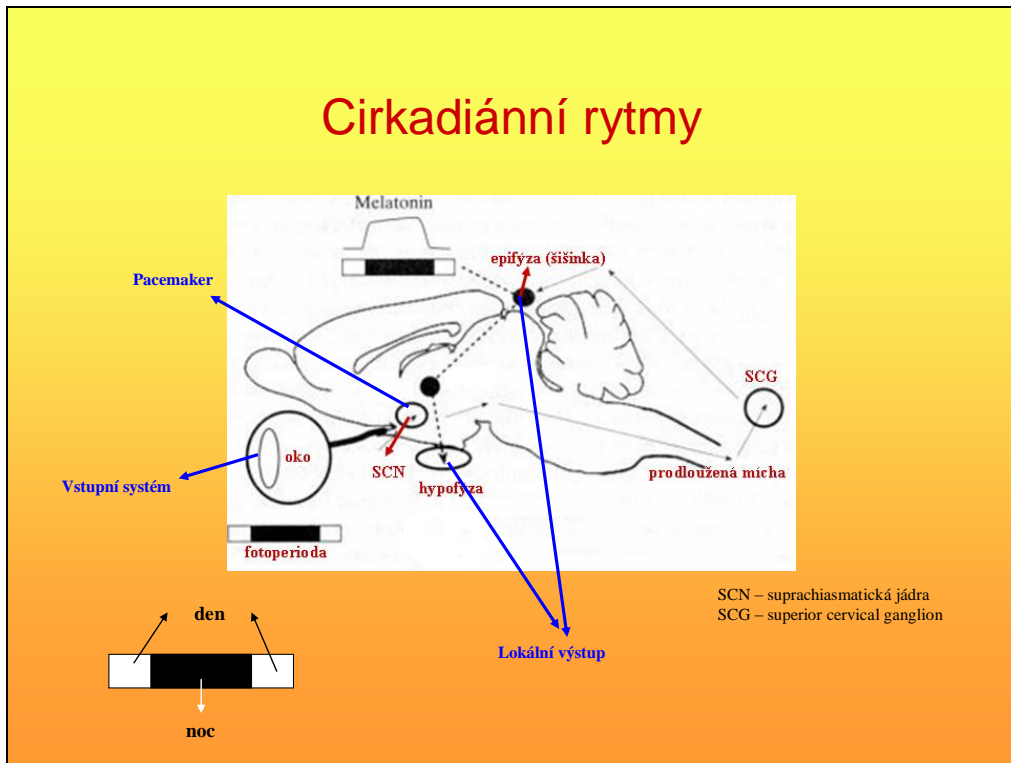 Cirkadiánní rytmy
Melatonin
epifýza (šišinka)
Pacemaker
SCG
oko
SCN
prodloužená mícha
Vstupní systém
hypofýza
fotoperioda
SCN – suprachiasmatická jádra
SCG – superior cervical ganglion
den
Lokální výstup
noc